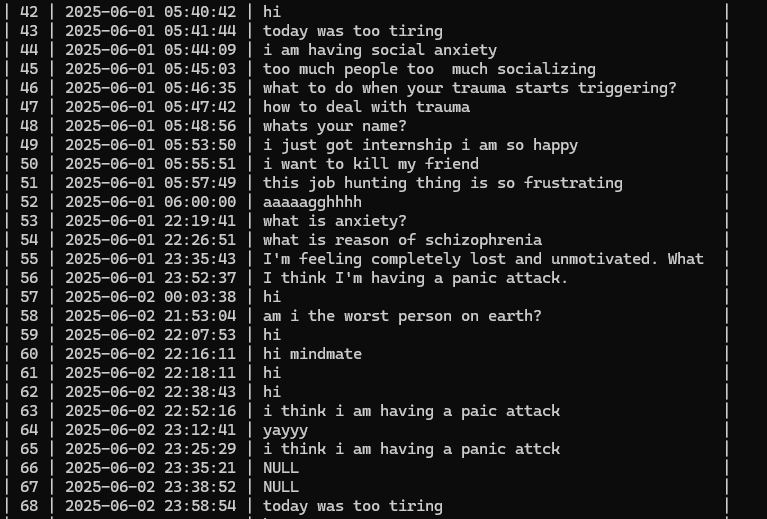 | 42 | 2025-06-01 05:40:42 | hi |
| 43 | 2025-06-01 05:41:44 | today was too tiring |
| 44 | 2025-06-01 05:44:09 | i am having social anxiety |
| 45 | 2025-06-01 05:45:03 | too much people too  much socializing |
| 46 | 2025-06-01 05:46:35 | what to do when your trauma starts triggering? |
| 47 | 2025-06-01 05:47:42 | how to deal with trauma |
| 48 | 2025-06-01 05:48:56 | whats your name? |
| 49 | 2025-06-01 05:53:50 | i just got internship i am so happy |
| 50 | 2025-06-01 05:55:51 | i want to kill my friend |
| 51 | 2025-06-01 05:57:49 | this job hunting thing is so frustrating |
| 52 | 2025-06-01 06:00:00 | aaaaagghhhh |
| 53 | 2025-06-01 22:19:41 | what is anxiety? |
| 54 | 2025-06-01 22:26:51 | what is reason of schizophrenia |
| 55 | 2025-06-01 23:35:43 | I'm feeling completely lost and unmotivated. What |
| 56 | 2025-06-01 23:52:37 | I think I'm having a panic attack. |
| 57 | 2025-06-02 00:03:38 | hi |
| 58 | 2025-06-02 21:53:04 | am i the worst person on earth? |
| 59 | 2025-06-02 22:07:53 | hi |
| 60 | 2025-06-02 22:16:11 | hi mindmate |
| 61 | 2025-06-02 22:18:11 | hi |
| 62 | 2025-06-02 22:38:43 | hi |
| 63 | 2025-06-02 22:52:16 | i think i am having a paic attack |
| 64 | 2025-06-02 23:12:41 | yayyy |
| 65 | 2025-06-02 23:25:29 | i think i am having a panic attck |
| 66 | 2025-06-02 23:35:21 | NULL |
| 67 | 2025-06-02 23:38:52 | NULL |
| 68 | 2025-06-02 23:58:54 | today was too tiring |